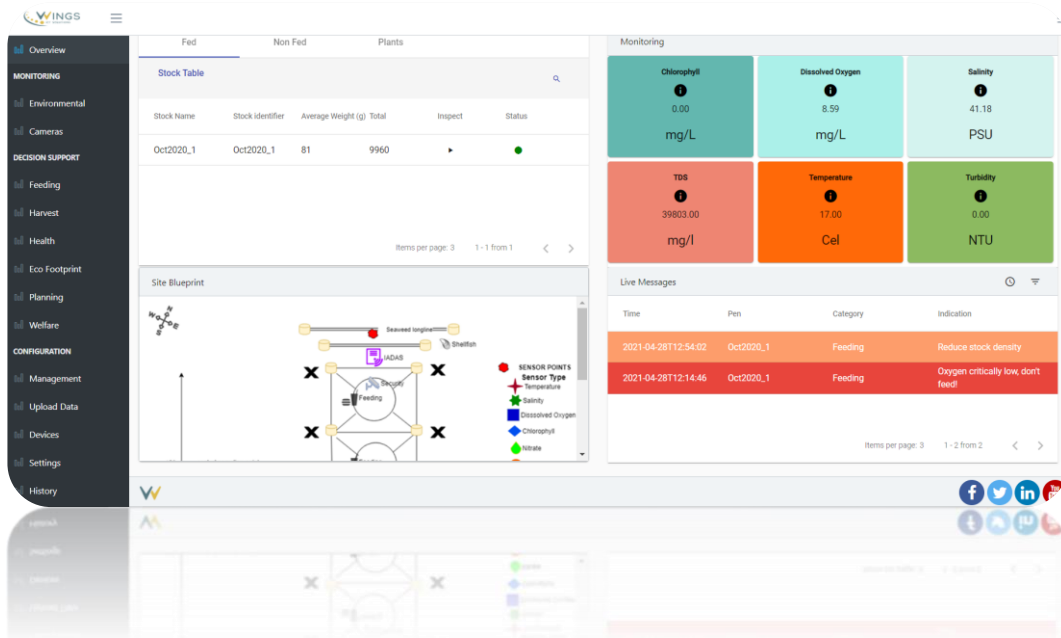 WINGS
Overview
MONITORING
Environmental
Cameras
DECISION SUPPORT
Feeding
Harvest
Health
Eco Footprint
Planning
Welfare
CONFIGURATION
Management
Upload Data
Devices
Settings
History
Fed Non Fed Plants
Stock Table
Stock Name Stock identifier Average Weight (g) Total Inspect Status
Oct2020_1 Oct2020_1 81 9960
Items per page: 3 1 - 1 from 1
Site Blueprint
N
W
E
S
Seaweed longline
Shellfish
IADAS
Security
Feeding
SENSOR POINTS
Sensor Type
Temperature
Salinity
Disssolved Oxygen
Chlorophyll
Nitrate
Monitoring
Chlorophyll
0.00
mg/L
Dissolved Oxygen
8.59
mg/L
Salinity
41.18
PSU
TDS
39803.00
mg/l
Temperature
17.00
Cel
Turbidity
0.00
NTU
Live Messages
Time Pen Category Indication
2021-04-28T12:54:02 Oct2020_1 Feeding Reduce stock density
2021-04-28T12:14:46 Oct2020_1 Feeding Oxygen critically low, don't
feed!
Items per page: 3 1 - 2 from 2